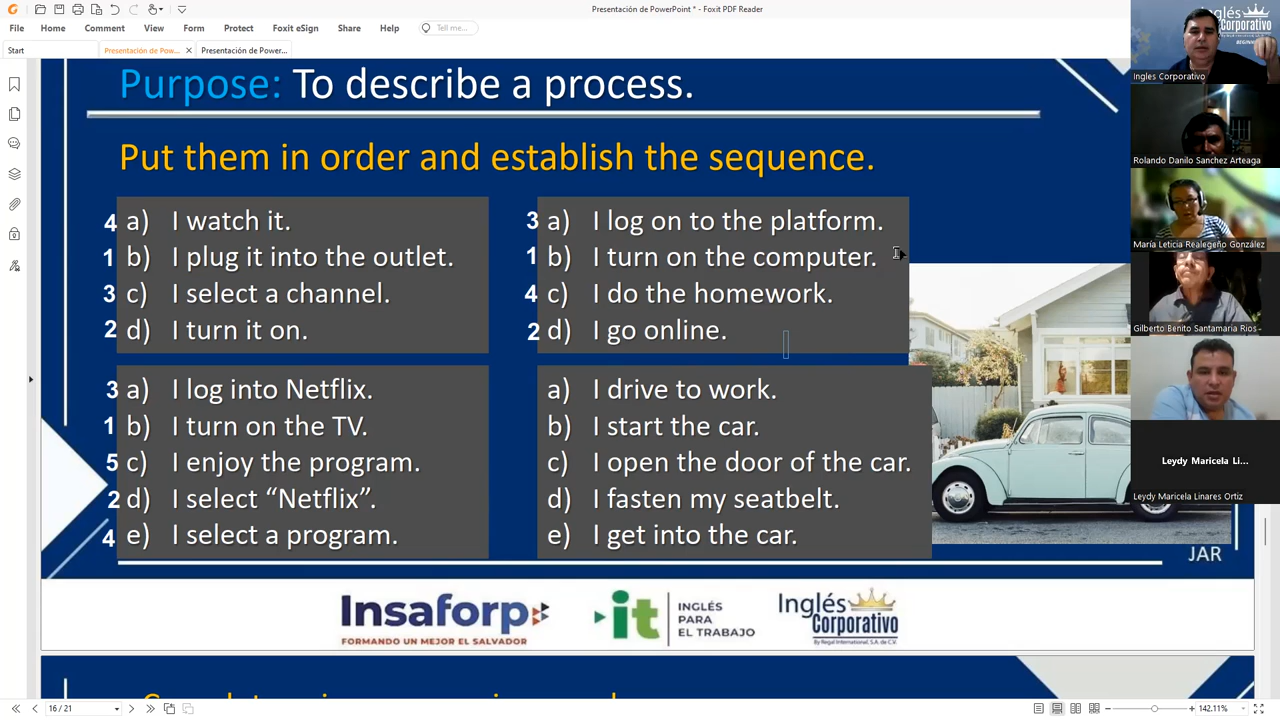 Presentación de PowerPoint * - Foxit PDF Reader
File Home Comment View Form Protect Foxit eSign Share Help Tell me...
Start Presentación de Pow... Presentación de Power...
Purpose: To describe a process.
Put them in order and establish the sequence.
4 a) I watch it.
1 b) I plug it into the outlet.
3 c) I select a channel.
2 d) I turn it on.
3 a) I log on to the platform.
1 b) I turn on the computer.
4 c) I do the homework.
2 d) I go online.
3 a) I log into Netflix.
1 b) I turn on the TV.
5 c) I enjoy the program.
2 d) I select “Netflix”.
4 e) I select a program.
a) I drive to work.
b) I start the car.
c) I open the door of the car.
d) I fasten my seatbelt.
e) I get into the car.
JAR
Insaforp
FORMANDO UN MEJOR EL SALVADOR
it
INGLÉS
PARA
EL TRABAJO
Inglés
Corporativo
By Regal International, S.A. de C.V.
16 / 21
142.11%
Inglés
Corporativo
Ingles Corporativo
Rolando Danilo Sanchez Arteaga
María Leticia Realegeño González
Gilberto Benito Santamaria Rios
Leydy Maricela Li...
Leydy Maricela Linares Ortiz